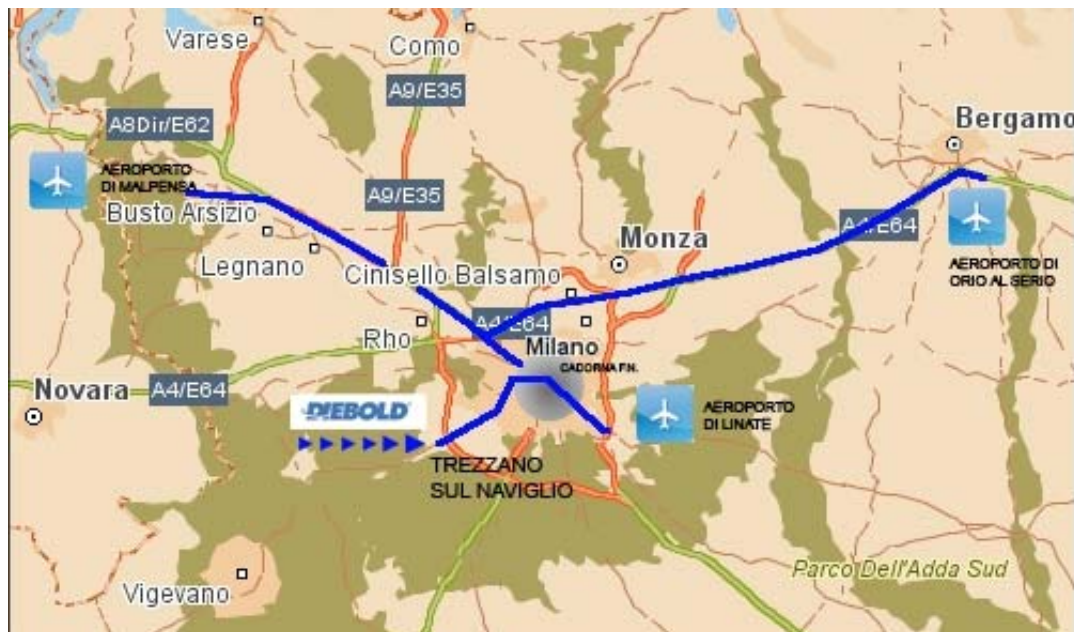 Varese
Como
A9/E35
A8Dir/E62
Bergamo
AEROPORTO
DI MALPENSA
A9/E35
Busto Arsizio
A4/E64
Monza
Legnano
Cinisello Balsamo
AEROPORTO DI
ORIO AL SERIO
A4/E64
Rho
Milano
CADORNA F.N.
Novara
A4/E64
DIEBOLD
AEROPORTO
DI LINATE
TREZZANO
SUL NAVIGLIO
Parco Dell'Adda Sud
Vigevano